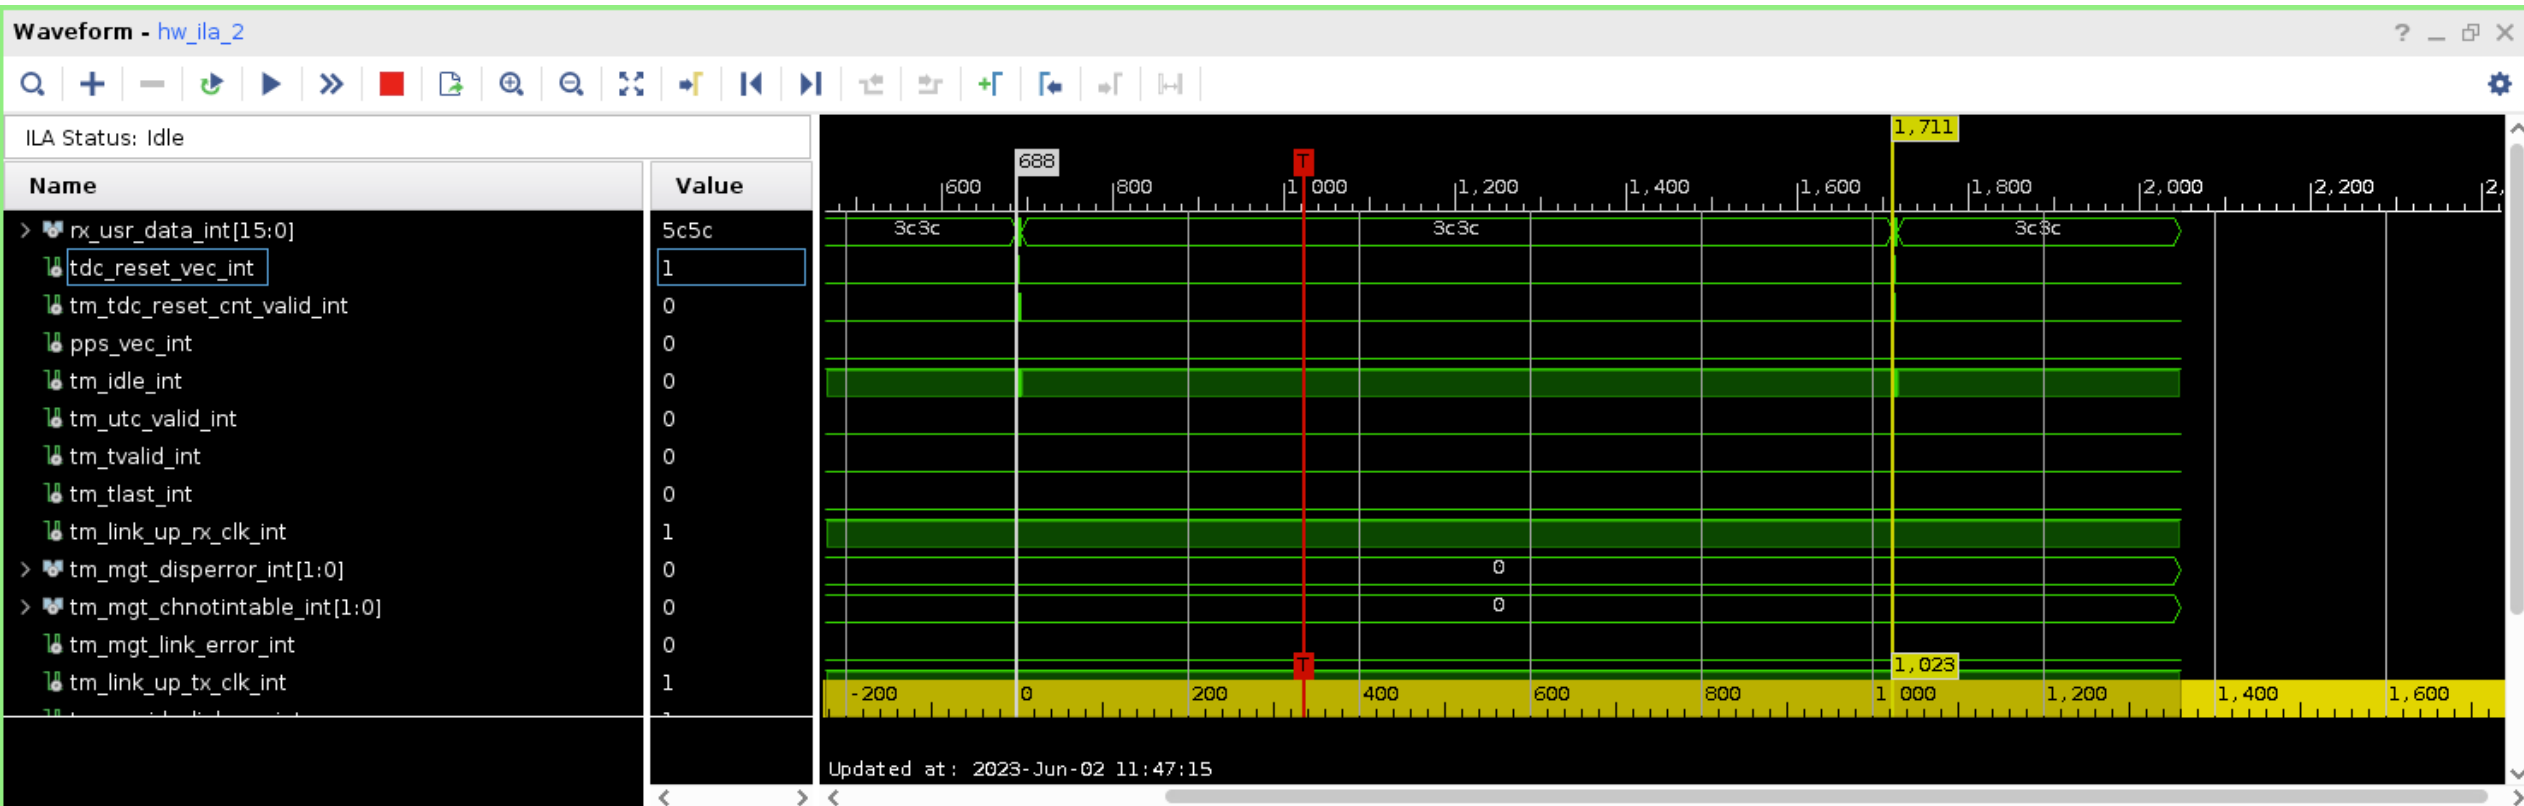 Waveform - hw_ila_2
ILA Status: Idle
Name Value
1,711
688
T
600 800 1,000 1,200 1,400 1,600 1,800 2,000 2,200 2,
rx_usr_data_int[15:0] 5c5c 3c3c 3c3c 3c3c
tdc_reset_vec_int 1
tm_tdc_reset_cnt_valid_int 0
pps_vec_int 0
tm_idle_int 0
tm_utc_valid_int 0
tm_tvalid_int 0
tm_tlast_int 0
tm_link_up_rx_clk_int 1
tm_mgt_disperror_int[1:0] 0 0
tm_mgt_chnotintable_int[1:0] 0 0
tm_mgt_link_error_int 0
T 1,023
tm_link_up_tx_clk_int 1
-200 0 200 400 600 800 1,000 1,200 1,400 1,600
Updated at: 2023-Jun-02 11:47:15